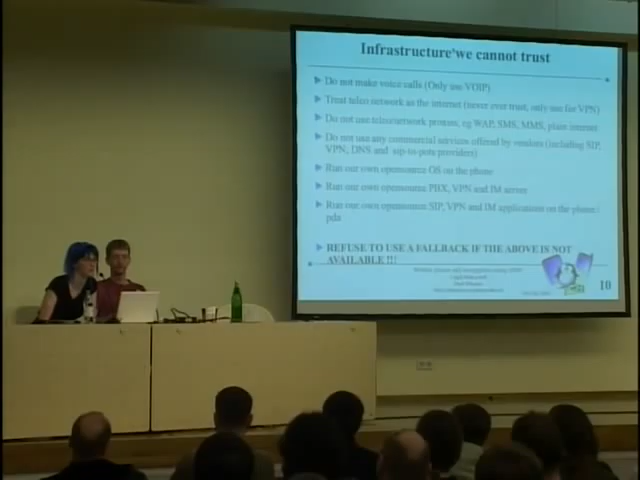 Infrastructure we cannot trust
Do not make voice calls (Only use VOIP)
Treat telco network as the internet (never ever trust, only use for VPN)
Do not use telco/network proxies, eg WAP, SMS, MMS, plain internet
Do not use any commercial services offered by vendors (including SIP,
VPN, DNS and sip-to-pots providers)
Run our own opensource OS on the phone
Run our own opensource PBX, VPN and IM server
Run our own opensource SIP, VPN and IM applications on the phone /
pda
REFUSE TO USE A FALLBACK IF THE ABOVE IS NOT
AVAILABLE !!!
10